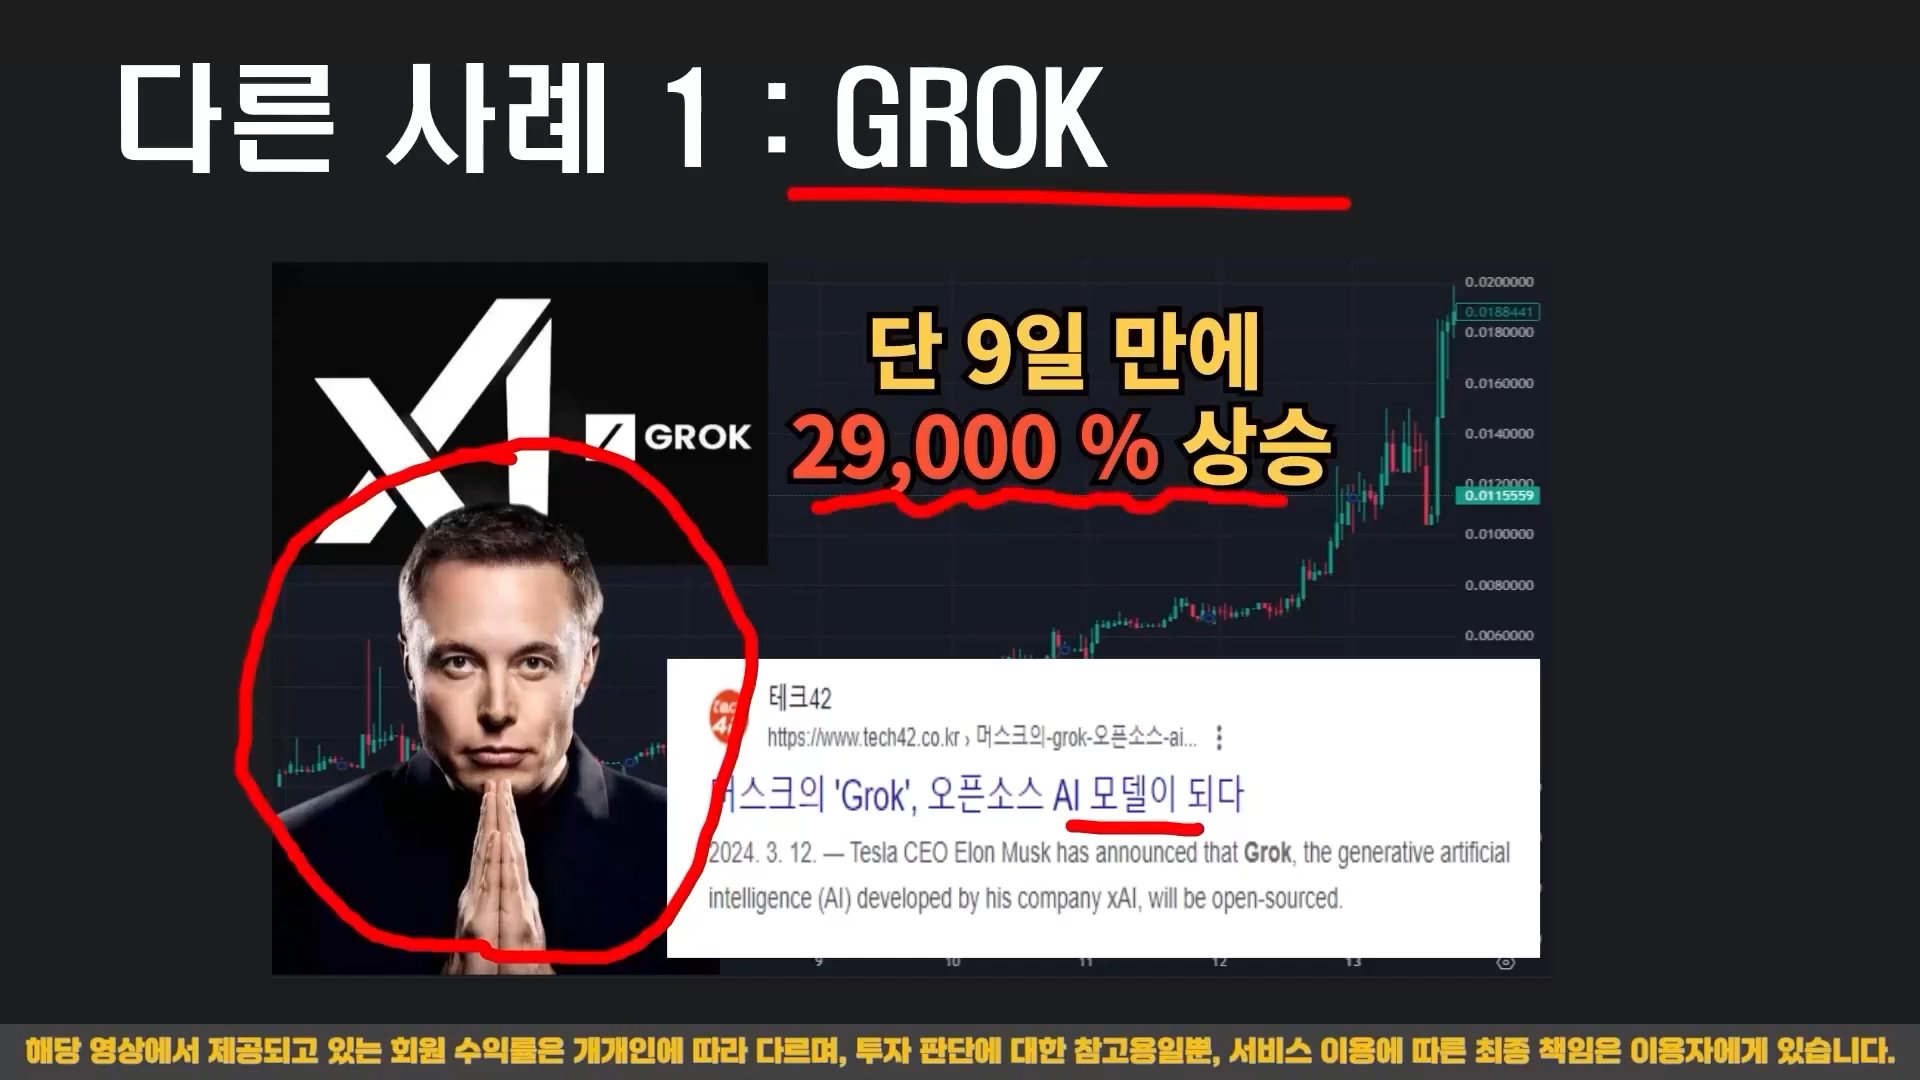 다른 사례 1 : GROK
GROK
단 9일 만에
29,000 % 상승
0.0200000
0.0188441
0.0180000
0.0160000
0.0140000
0.0120000
0.0115559
0.0100000
0.0080000
0.0060000
테크42
https://www.tech42.co.kr › 머스크의-grok-오픈소스-ai...
머스크의 'Grok', 오픈소스 AI 모델이 되다
2024. 3. 12. — Tesla CEO Elon Musk has announced that Grok, the generative artificial
intelligence (AI) developed by his company xAI, will be open-sourced.
9 10 11 12 13
해당 영상에서 제공되고 있는 회원 수익률은 개개인에 따라 다르며, 투자 판단에 대한 참고용일뿐, 서비스 이용에 따른 최종 책임은 이용자에게 있습니다.